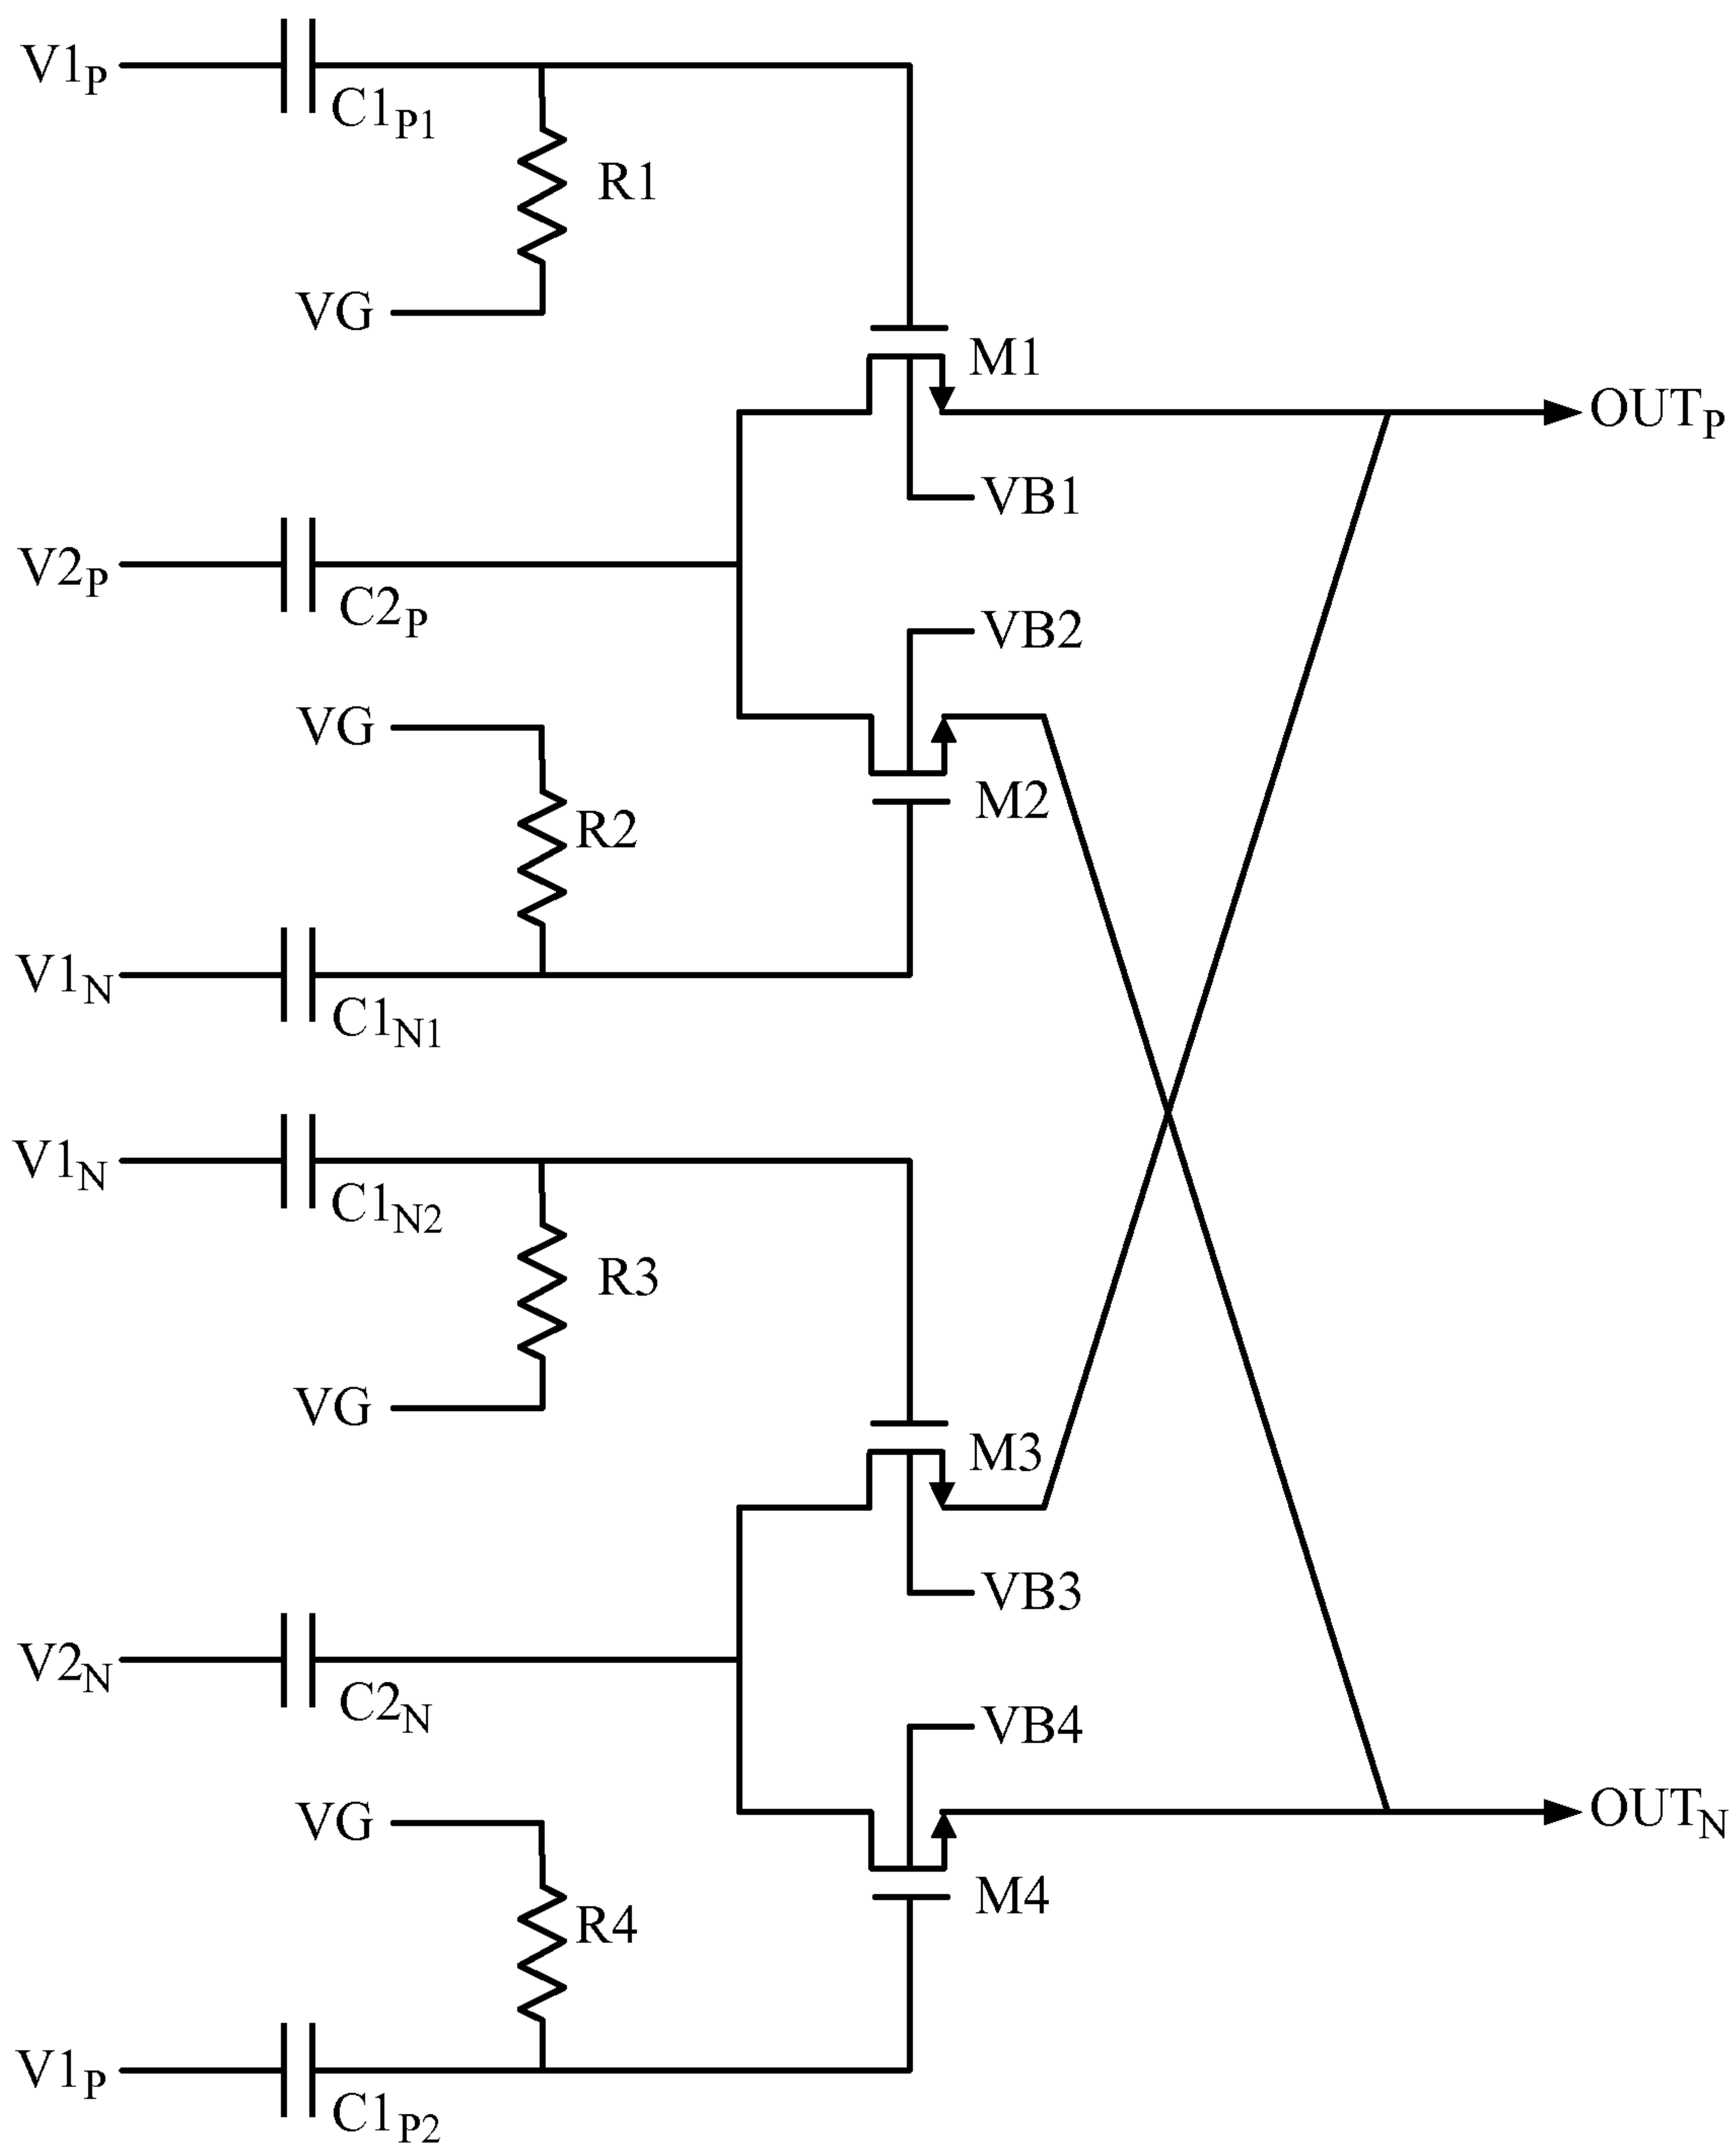 V1P
C1P1
R1
VG
M1
OUTP
VB1
V2P
C2P
VB2
VG
M2
R2
V1N
C1N1
V1N
C1N2
R3
VG
M3
VB3
V2N
C2N
VB4
VG
OUTN
M4
R4
V1P
C1P2